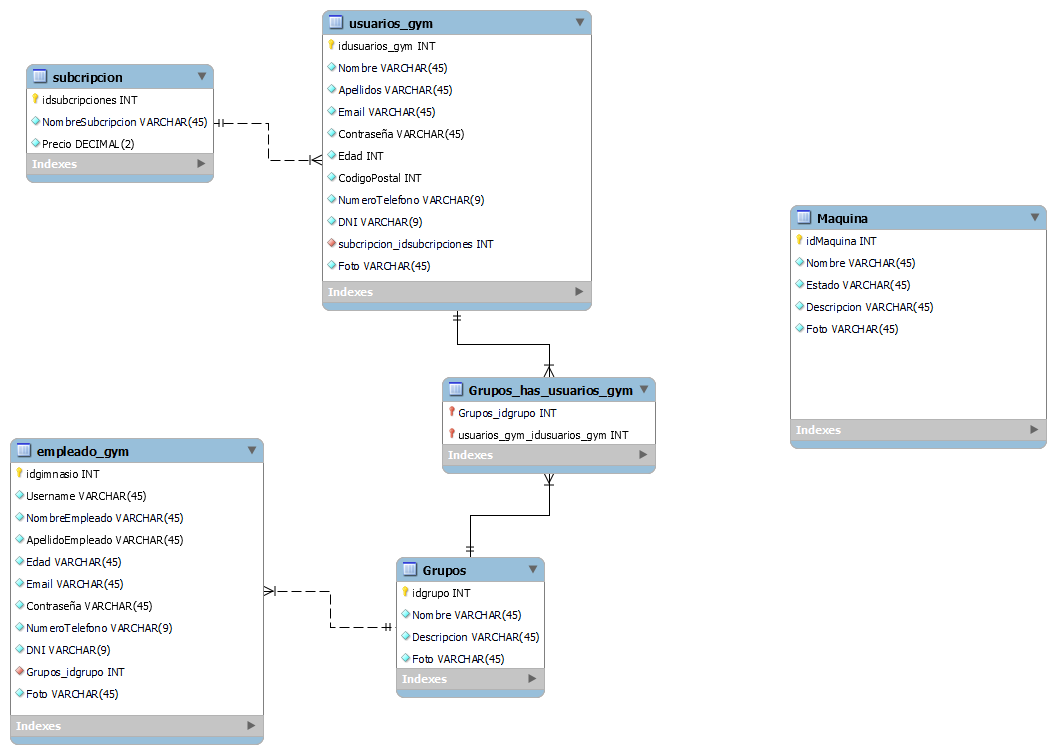 usuarios_gym
idusuarios_gym INT
Nombre VARCHAR(45)
Apellidos VARCHAR(45)
Email VARCHAR(45)
Contraseña VARCHAR(45)
Edad INT
CodigoPostal INT
NumeroTelefono VARCHAR(9)
DNI VARCHAR(9)
subcripcion_idsubcripciones INT
Foto VARCHAR(45)
Indexes
subcripcion
idsubcripciones INT
NombreSubcripcion VARCHAR(45)
Precio DECIMAL(2)
Indexes
Maquina
idMaquina INT
Nombre VARCHAR(45)
Estado VARCHAR(45)
Descripcion VARCHAR(45)
Foto VARCHAR(45)
Indexes
Grupos_has_usuarios_gym
Grupos_idgrupo INT
usuarios_gym_idusuarios_gym INT
Indexes
empleado_gym
idgimnasio INT
Username VARCHAR(45)
NombreEmpleado VARCHAR(45)
ApellidoEmpleado VARCHAR(45)
Edad VARCHAR(45)
Email VARCHAR(45)
Contraseña VARCHAR(45)
NumeroTelefono VARCHAR(9)
DNI VARCHAR(9)
Grupos_idgrupo INT
Foto VARCHAR(45)
Indexes
Grupos
idgrupo INT
Nombre VARCHAR(45)
Descripcion VARCHAR(45)
Foto VARCHAR(45)
Indexes